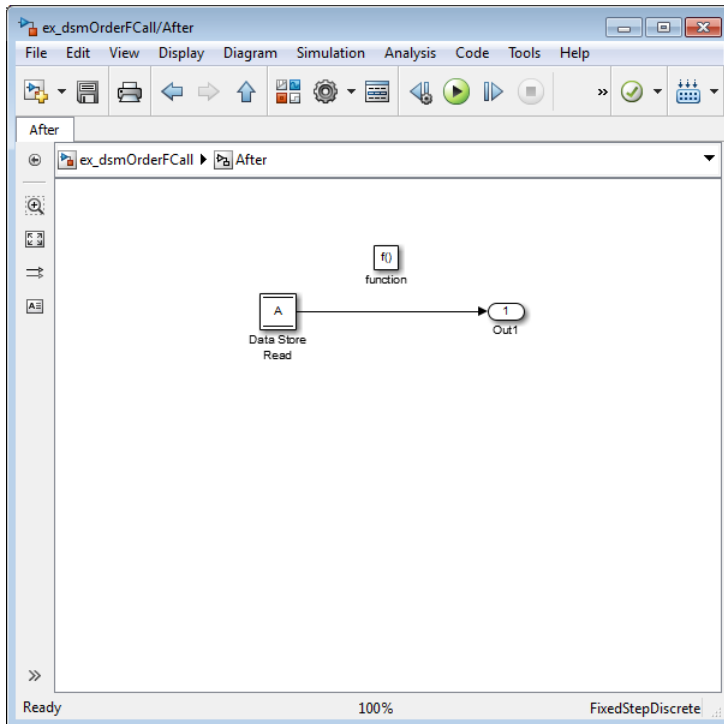 ex_dsmOrderFCall/After
File Edit View Display Diagram Simulation Analysis Code Tools Help
After
ex_dsmOrderFCall After
f()
function
A
1
Data Store
Read
Out1
Ready 100% FixedStepDiscrete